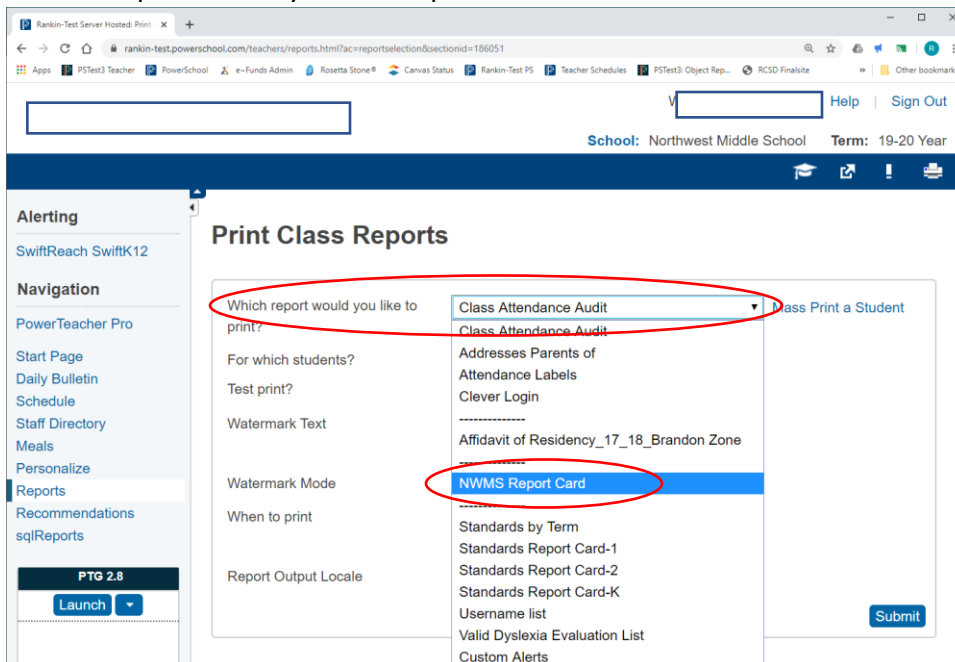 Rankin-Test Server Hosted: Print
rankin-test.powerschool.com/teachers/reports.html?ac=reportselection&sectionid=186051
Apps PSTest3 Teacher PowerSchool e~Funds Admin Rosetta Stone® Canvas Status Rankin-Test PS Teacher Schedules PSTest3: Object Rep... RCSD Finalsite » Other bookmark
Help | Sign Out
School: Northwest Middle School Term: 19-20 Year
Alerting
SwiftReach SwiftK12
Navigation
PowerTeacher Pro
Start Page
Daily Bulletin
Schedule
Staff Directory
Meals
Personalize
Reports
Recommendations
sqlReports
PTG 2.8
Launch
Print Class Reports
Which report would you like to print?
Class Attendance Audit
Mass Print a Student
For which students?
Test print?
Watermark Text
Watermark Mode
When to print
Report Output Locale
Class Attendance Audit
Addresses Parents of
Attendance Labels
Clever Login
--------------
Affidavit of Residency_17_18_Brandon Zone
--------------
NWMS Report Card
--------------
Standards by Term
Standards Report Card-1
Standards Report Card-2
Standards Report Card-K
Username list
Valid Dyslexia Evaluation List
Custom Alerts
Submit